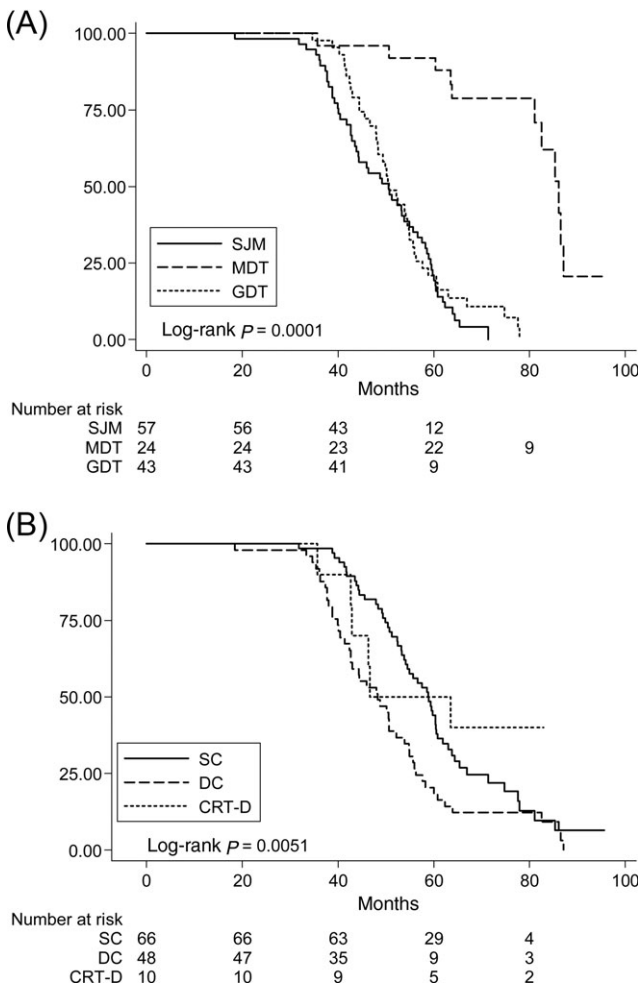 (A)
100.00
75.00
50.00
25.00
0.00
SJM
MDT
GDT
Log-rank P = 0.0001
0 20 40 60 80 100
Months
Number at risk
SJM 57 56 43 12
MDT 24 24 23 22 9
GDT 43 43 41 9
(B)
100.00
75.00
50.00
25.00
0.00
SC
DC
CRT-D
Log-rank P = 0.0051
0 20 40 60 80 100
Months
Number at risk
SC 66 66 63 29 4
DC 48 47 35 9 3
CRT-D 10 10 9 5 2